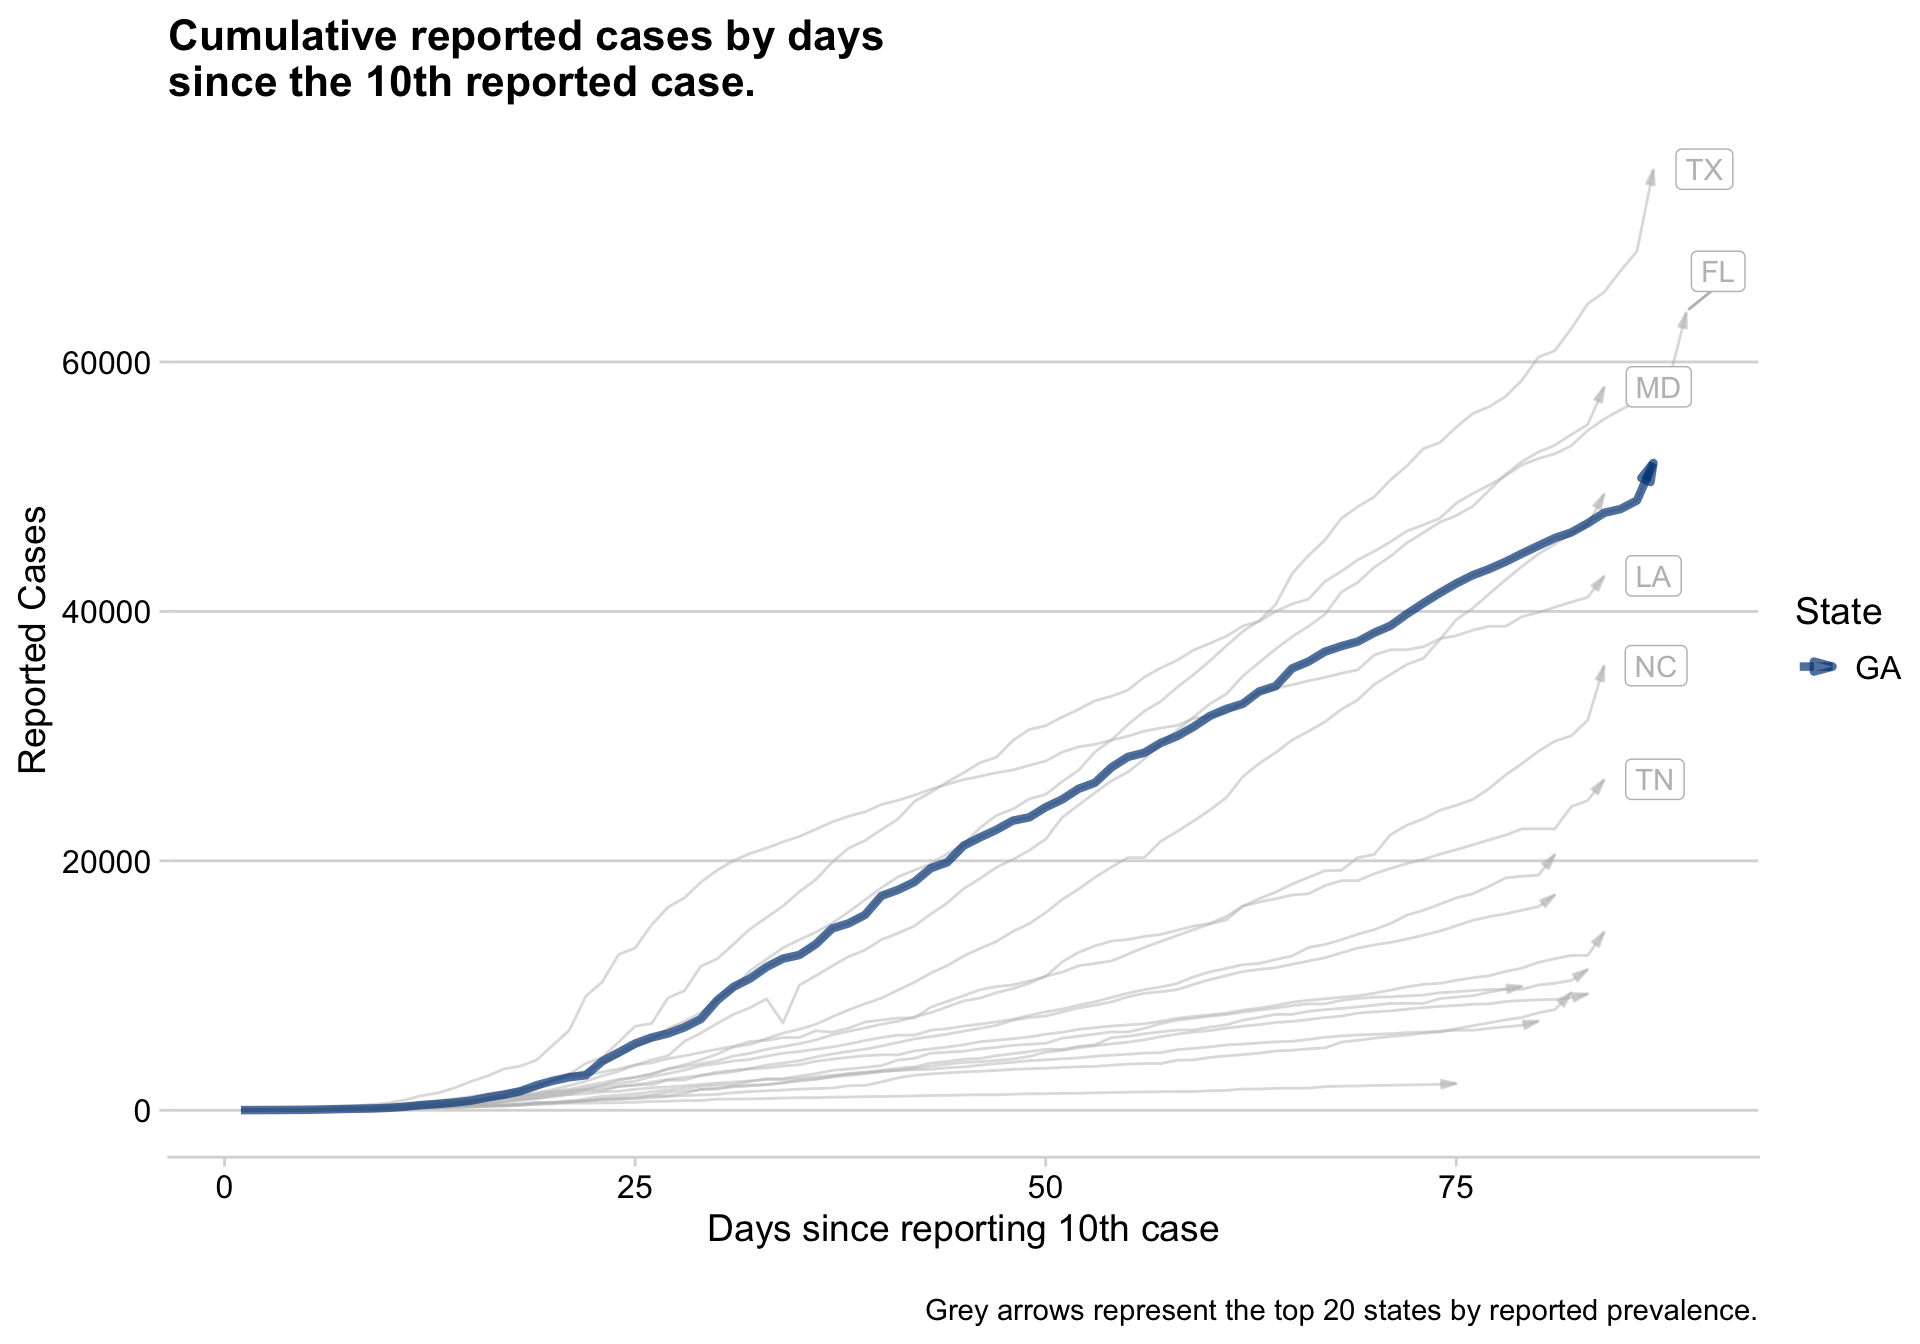 Cumulative reported cases by days
since the 10th reported case.
TX
FL
60000
MD
Reported Cases
40000
LA
State
NC
GA
TN
20000
0
0 25 50 75
Days since reporting 10th case
Grey arrows represent the top 20 states by reported prevalence.